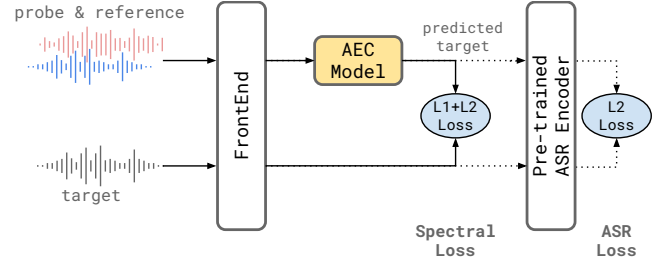 probe & reference
FrontEnd
AEC
Model
predicted
target
L1+L2
Loss
Pre-trained
ASR Encoder
L2
Loss
target
Spectral
Loss
ASR
Loss